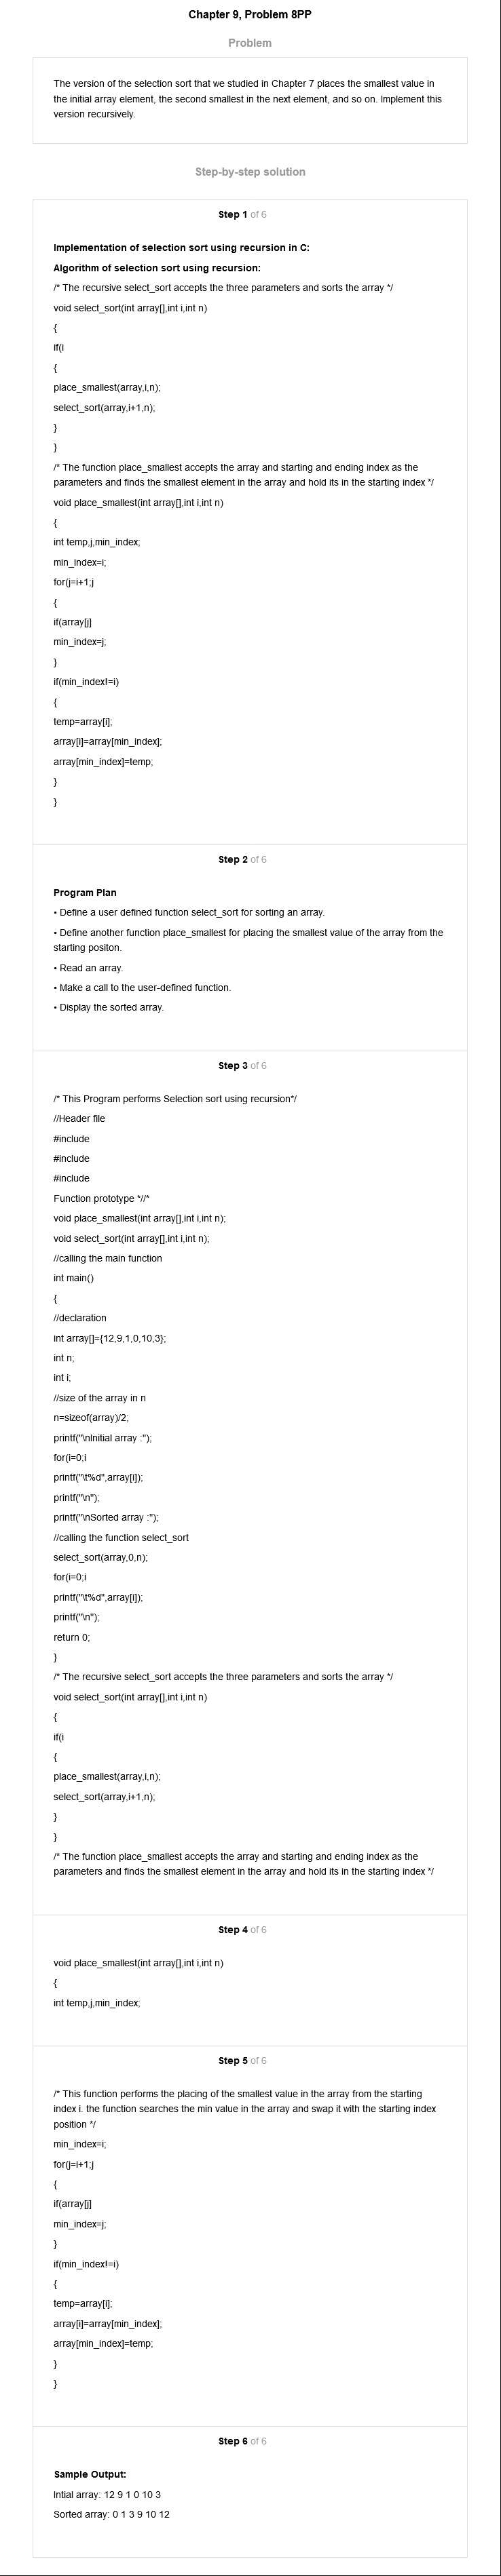 Chapter 9, Problem 8PP
Problem
The version of the selection sort that we studied in Chapter 7 places the smallest value in
the initial array element, the second smallest in the next element, and so on. Implement this
version recursively.
Step-by-step solution
Step 1 of 6
Implementation of selection sort using recursion in C:
Algorithm of selection sort using recursion:
/* The recursive select_sort accepts the three parameters and sorts the array */
void select_sort(int array[],int i,int n)
{
if(i
{
place_smallest(array,i,n);
select_sort(array,i+1,n);
}
}
/* The function place_smallest accepts the array and starting and ending index as the
parameters and finds the smallest element in the array and hold its in the starting index */
void place_smallest(int array[],int i,int n)
{
int temp,j,min_index;
min_index=i;
for(j=i+1;j
{
if(array[j]
min_index=j;
}
if(min_index!=i)
{
temp=array[i];
array[i]=array[min_index];
array[min_index]=temp;
}
}
Step 2 of 6
Program Plan
• Define a user defined function select_sort for sorting an array.
• Define another function place_smallest for placing the smallest value of the array from the
starting positon.
• Read an array.
• Make a call to the user-defined function.
• Display the sorted array.
Step 3 of 6
/* This Program performs Selection sort using recursion*/
//Header file
#include
#include
#include
Function prototype *//*
void place_smallest(int array[],int i,int n);
void select_sort(int array[],int i,int n);
//calling the main function
int main()
{
//declaration
int array[]={12,9,1,0,10,3};
int n;
int i;
//size of the array in n
n=sizeof(array)/2;
printf("\nInitial array :");
for(i=0;i
printf("\t%d",array[i]);
printf("\n");
printf("\nSorted array :");
//calling the function select_sort
select_sort(array,0,n);
for(i=0;i
printf("\t%d",array[i]);
printf("\n");
return 0;
}
/* The recursive select_sort accepts the three parameters and sorts the array */
void select_sort(int array[],int i,int n)
{
if(i
{
place_smallest(array,i,n);
select_sort(array,i+1,n);
}
}
/* The function place_smallest accepts the array and starting and ending index as the
parameters and finds the smallest element in the array and hold its in the starting index */
Step 4 of 6
void place_smallest(int array[],int i,int n)
{
int temp,j,min_index;
Step 5 of 6
/* This function performs the placing of the smallest value in the array from the starting
index i. the function searches the min value in the array and swap it with the starting index
position */
min_index=i;
for(j=i+1;j
{
if(array[j]
min_index=j;
}
if(min_index!=i)
{
temp=array[i];
array[i]=array[min_index];
array[min_index]=temp;
}
}
Step 6 of 6
Sample Output:
Intial array: 12 9 1 0 10 3
Sorted array: 0 1 3 9 10 12